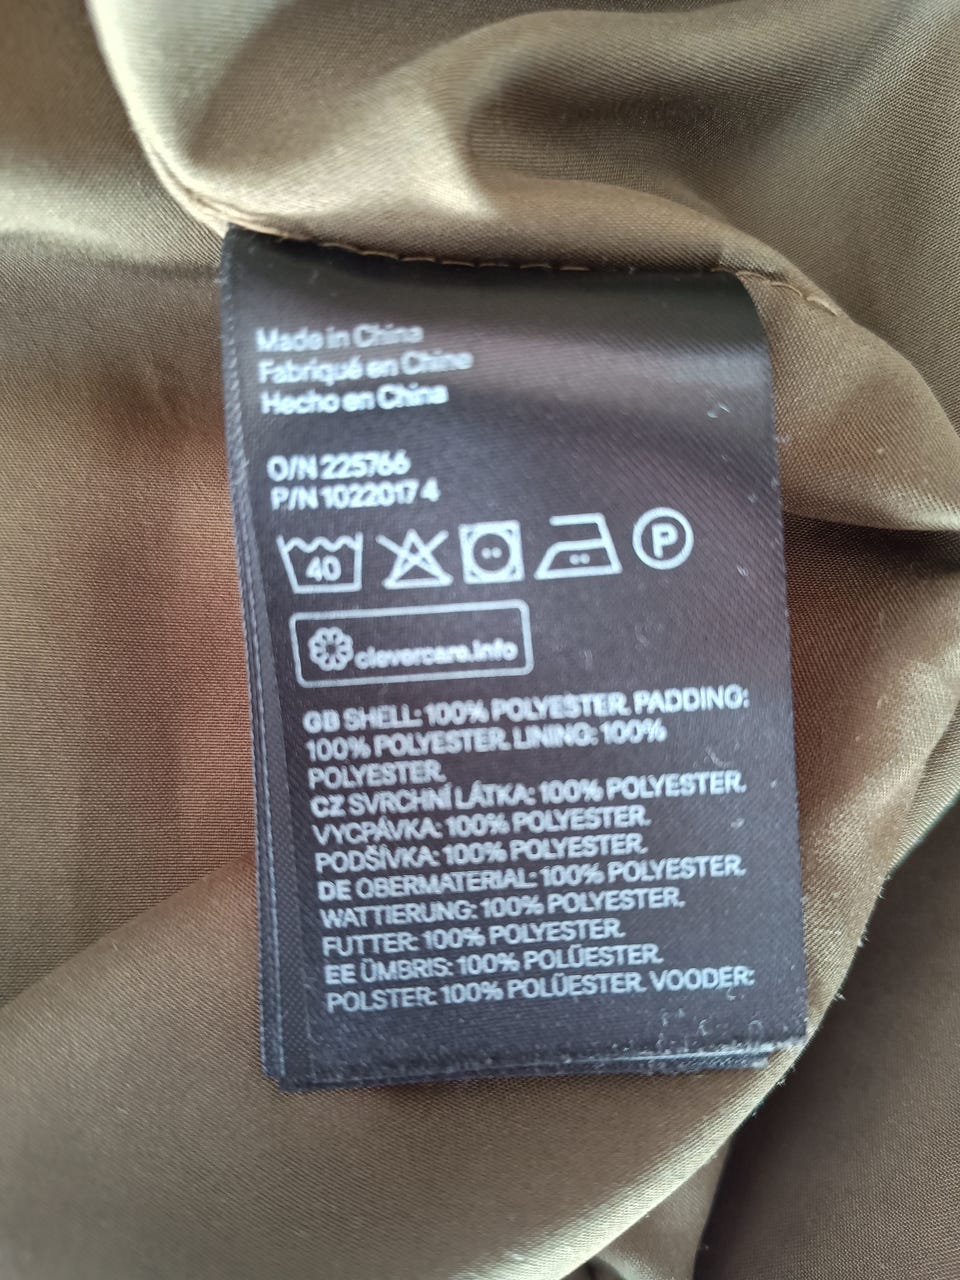 Made in China
Fabriqué en Chine
Hecho en China
O/N 225766
P/N 1022017 4
40
P
clevercare.info
GB SHELL: 100% POLYESTER. PADDING:
100% POLYESTER. LINING: 100%
POLYESTER.
CZ SVRCHNÍ LÁTKA: 100% POLYESTER.
VYCPÁVKA: 100% POLYESTER.
PODŠÍVKA: 100% POLYESTER.
DE OBERMATERIAL: 100% POLYESTER.
WATTIERUNG: 100% POLYESTER.
FUTTER: 100% POLYESTER.
EE ÜMBRIS: 100% POLÜESTER.
POLSTER: 100% POLÜESTER. VOODER: